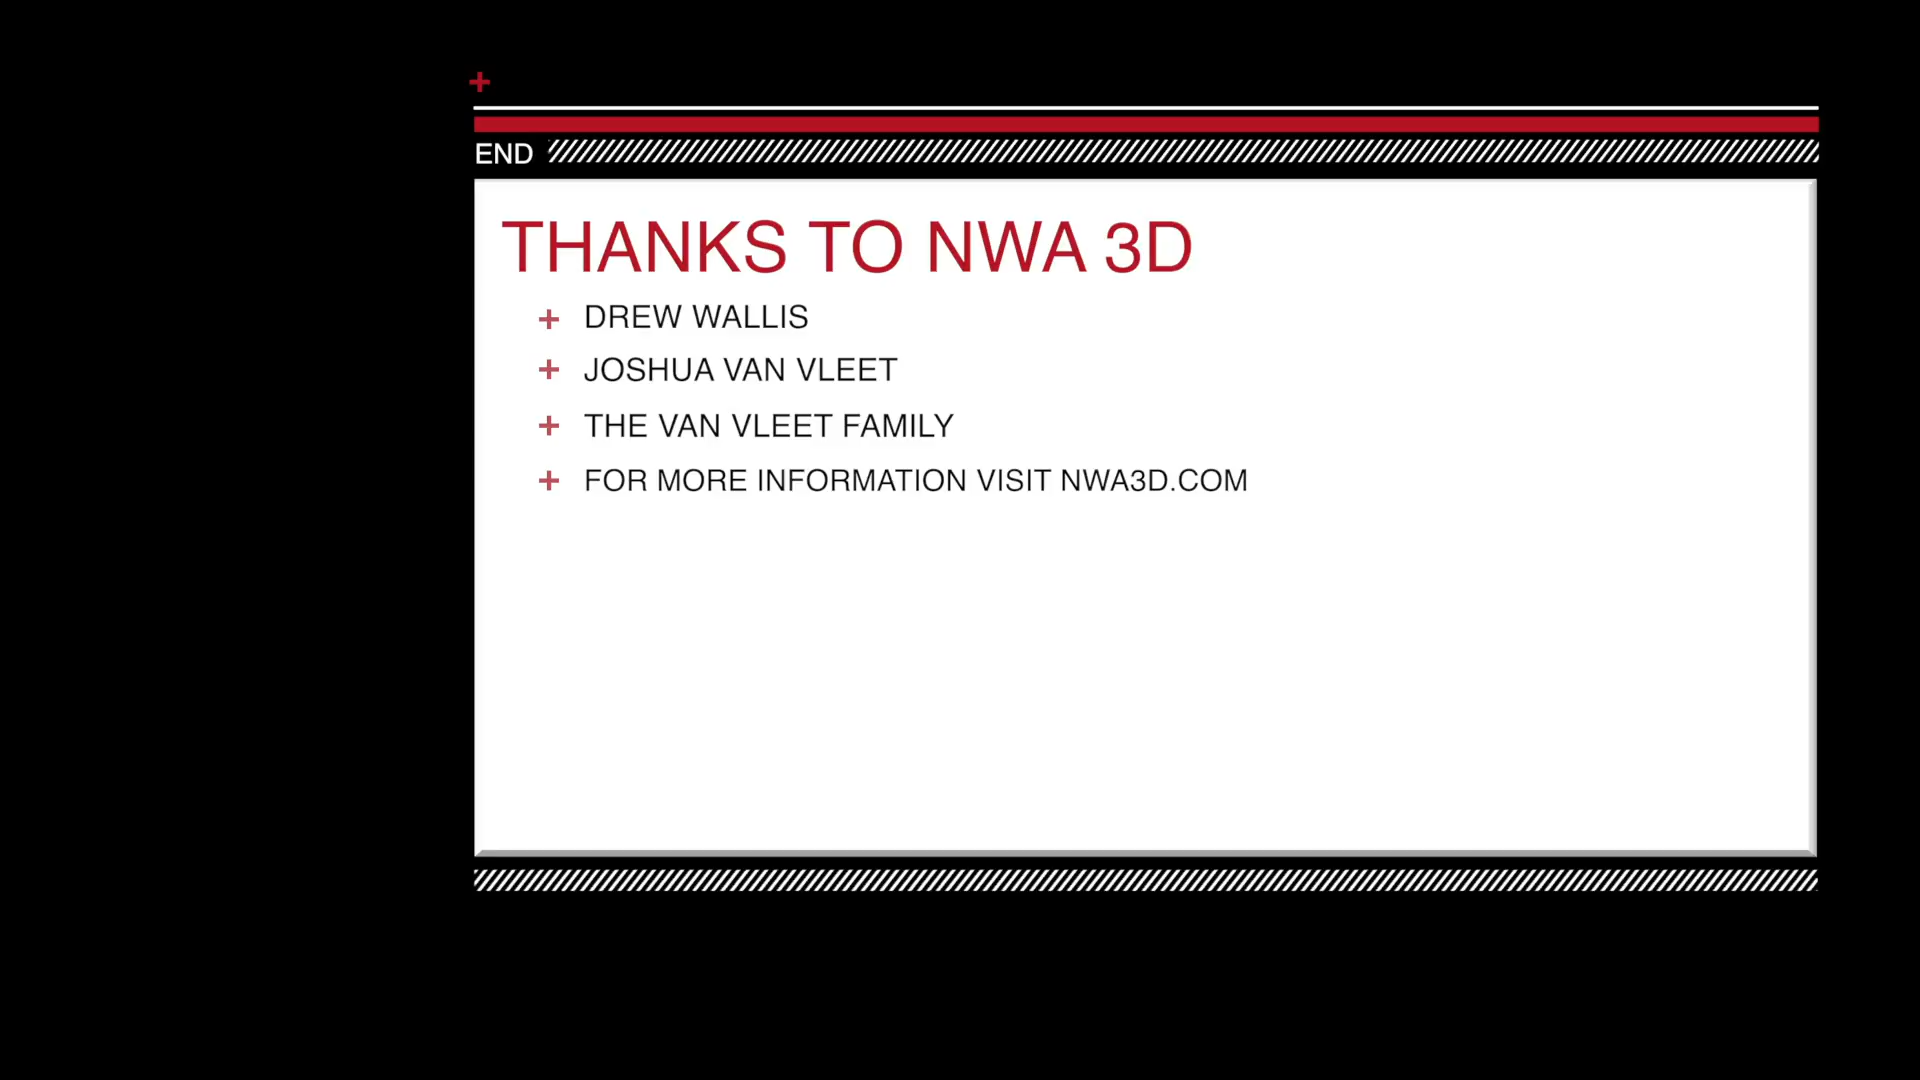 END
THANKS TO NWA 3D
+ DREW WALLIS
+ JOSHUA VAN VLEET
+ THE VAN VLEET FAMILY
+ FOR MORE INFORMATION VISIT NWA3D.COM